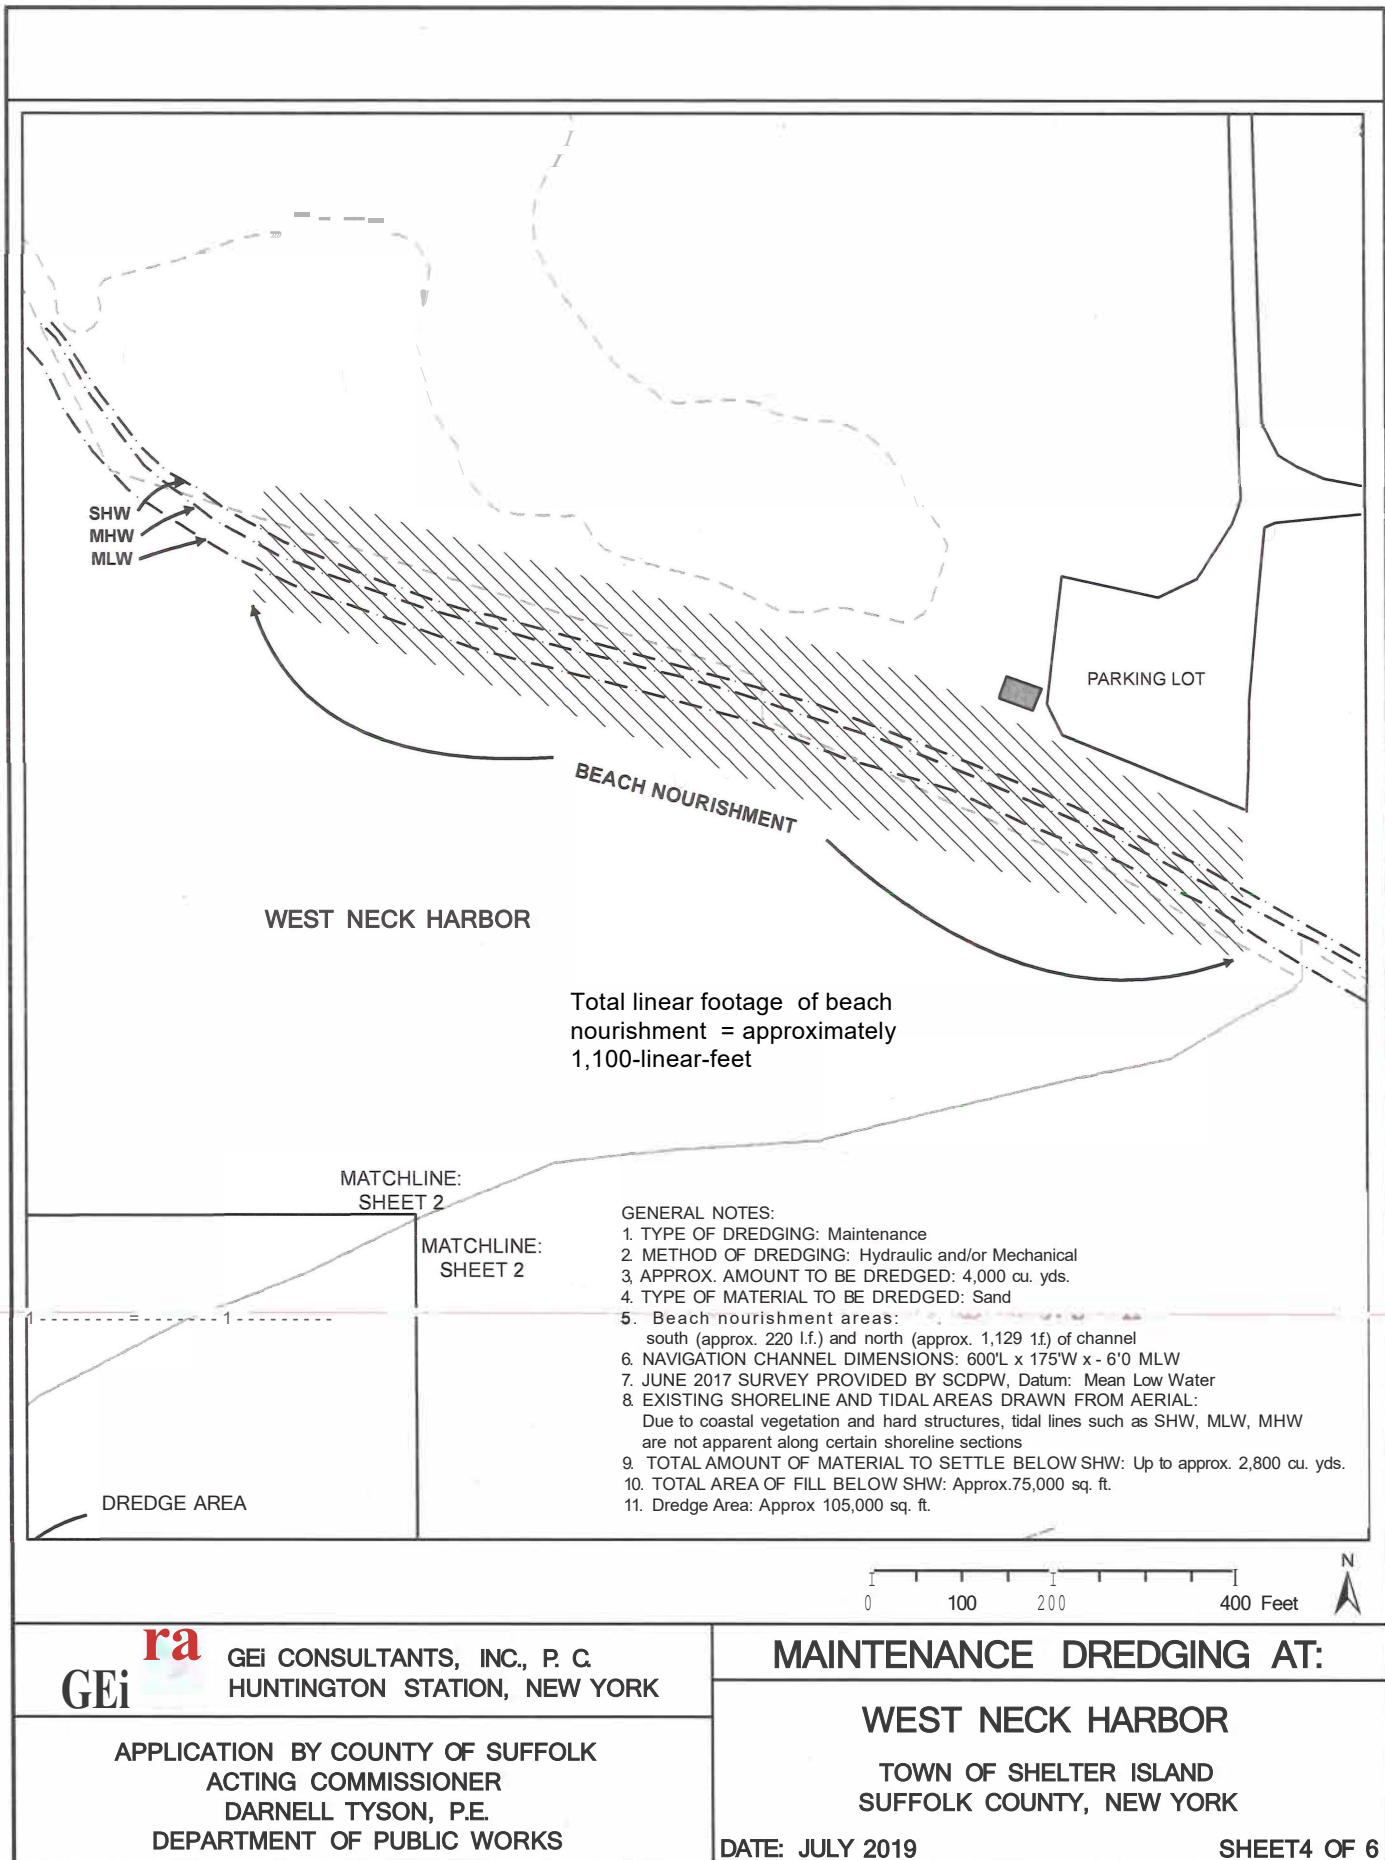 SHW
MHW
MLW
PARKING LOT
BEACH NOURISHMENT
WEST NECK HARBOR
Total linear footage of beach
nourishment = approximately
1,100-linear-feet
MATCHLINE:
SHEET 2
MATCHLINE:
SHEET 2
DREDGE AREA
GENERAL NOTES:
1. TYPE OF DREDGING: Maintenance
2. METHOD OF DREDGING: Hydraulic and/or Mechanical
3, APPROX. AMOUNT TO BE DREDGED: 4,000 cu. yds.
4. TYPE OF MATERIAL TO BE DREDGED: Sand
5. Beach nourishment areas:
south (approx. 220 l.f.) and north (approx. 1,129 1f.) of channel
6. NAVIGATION CHANNEL DIMENSIONS: 600'L x 175'W x - 6'0 MLW
7. JUNE 2017 SURVEY PROVIDED BY SCDPW, Datum: Mean Low Water
8. EXISTING SHORELINE AND TIDAL AREAS DRAWN FROM AERIAL:
Due to coastal vegetation and hard structures, tidal lines such as SHW, MLW, MHW
are not apparent along certain shoreline sections
9. TOTAL AMOUNT OF MATERIAL TO SETTLE BELOW SHW: Up to approx. 2,800 cu. yds.
10. TOTAL AREA OF FILL BELOW SHW: Approx.75,000 sq. ft.
11. Dredge Area: Approx 105,000 sq. ft.
0 100 200 400 Feet
N
ra
GEi
GEi CONSULTANTS, INC., P. C.
HUNTINGTON STATION, NEW YORK
APPLICATION BY COUNTY OF SUFFOLK
ACTING COMMISSIONER
DARNELL TYSON, P.E.
DEPARTMENT OF PUBLIC WORKS
MAINTENANCE DREDGING AT:
WEST NECK HARBOR
TOWN OF SHELTER ISLAND
SUFFOLK COUNTY, NEW YORK
DATE: JULY 2019
SHEET4 OF 6